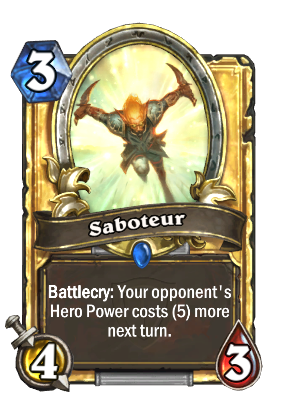 3
Saboteur
Battlecry: Your opponent's
Hero Power costs (5) more
next turn.
4
3